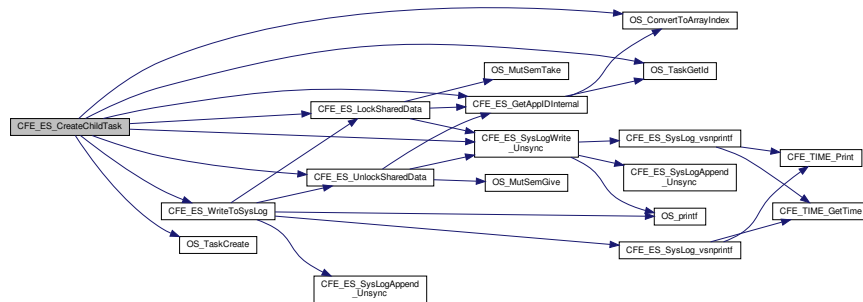 OS_ConvertToArrayIndex
OS_MutSemTake
OS_TaskGetId
CFE_ES_LockSharedData
CFE_ES_GetAppIDInternal
CFE_ES_CreateChildTask
CFE_ES_SysLogWrite
_Unsync
CFE_ES_SysLog_vsnprintf
CFE_TIME_Print
CFE_ES_UnlockSharedData
CFE_ES_SysLogAppend
_Unsync
OS_MutSemGive
CFE_ES_WriteToSysLog
OS_printf
CFE_TIME_GetTime
OS_TaskCreate
CFE_ES_SysLog_vsnprintf
CFE_ES_SysLogAppend
_Unsync